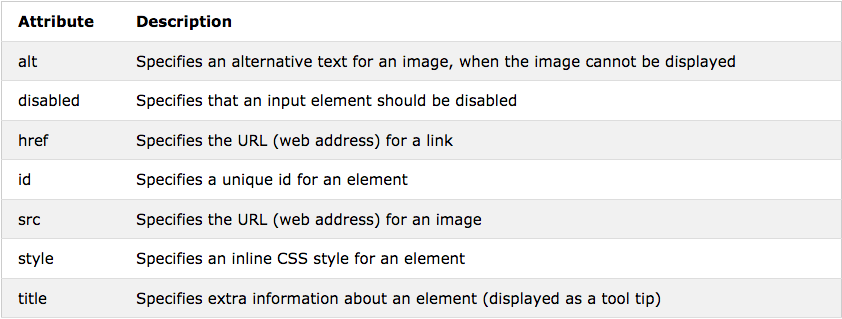 Attribute Description
alt Specifies an alternative text for an image, when the image cannot be displayed
disabled Specifies that an input element should be disabled
href Specifies the URL (web address) for a link
id Specifies a unique id for an element
src Specifies the URL (web address) for an image
style Specifies an inline CSS style for an element
title Specifies extra information about an element (displayed as a tool tip)